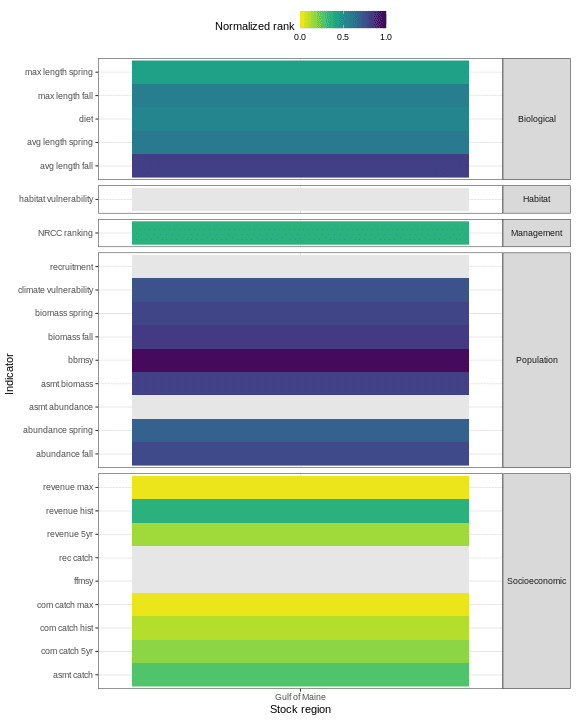 Normalized rank
0.0 0.5 1.0
max length spring
max length fall
diet
avg length spring
avg length fall
Biological
habitat vulnerability
Habitat
NRCC ranking
Management
recruitment
climate vulnerability
biomass spring
biomass fall
bbmsy
asmt biomass
asmt abundance
abundance spring
abundance fall
Population
revenue max
revenue hist
revenue 5yr
rec catch
ffmsy
com catch max
com catch hist
com catch 5yr
asmt catch
Socioeconomic
Indicator
Gulf of Maine
Stock region